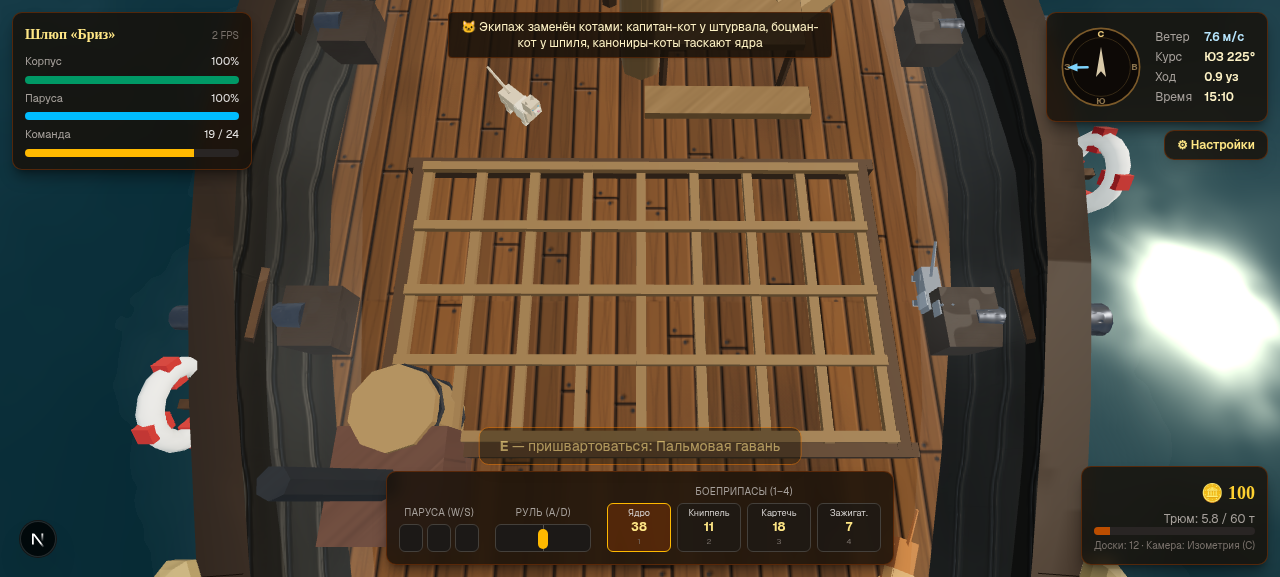 Шлюп «Бриз»
2 FPS
Корпус
100%
Паруса
100%
Команда
19 / 24
🐱 Экипаж заменён котами: капитан-кот у штурвала, боцман-
кот у шпиля, канониры-коты таскают ядра
С
З
В
Ю
Ветер
7.6 м/с
Курс
ЮЗ 225°
Ход
0.9 уз
Время
15:10
⚙ Настройки
E — пришвартоваться: Пальмовая гавань
ПАРУСА (W/S)
РУЛЬ (A/D)
БОЕПРИПАСЫ (1–4)
Ядро
38
1
Книппель
11
2
Картечь
18
3
Зажигат.
7
4
🪙 100
Трюм: 5.8 / 60 т
Доски: 12 · Камера: Изометрия (C)
N